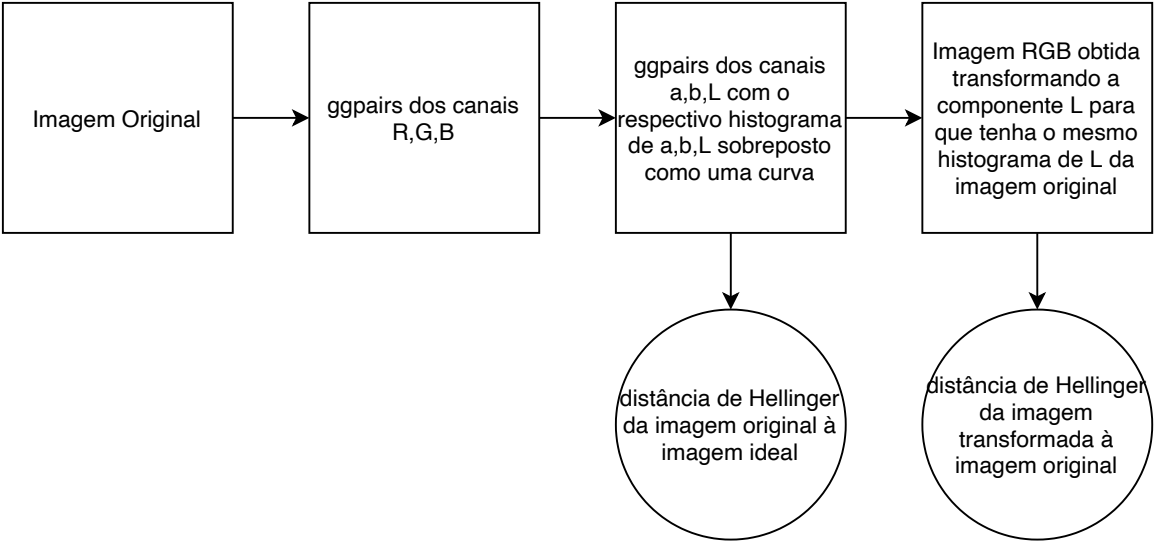 Imagem Original
ggpairs dos canais
R,G,B
ggpairs dos canais
a,b,L com o
respectivo histograma
de a,b,L sobreposto
como uma curva
Imagem RGB obtida
transformando a
componente L para
que tenha o mesmo
histograma de L da
imagem original
distância de Hellinger
da imagem original à
imagem ideal
distância de Hellinger
da imagem
transformada à
imagem original